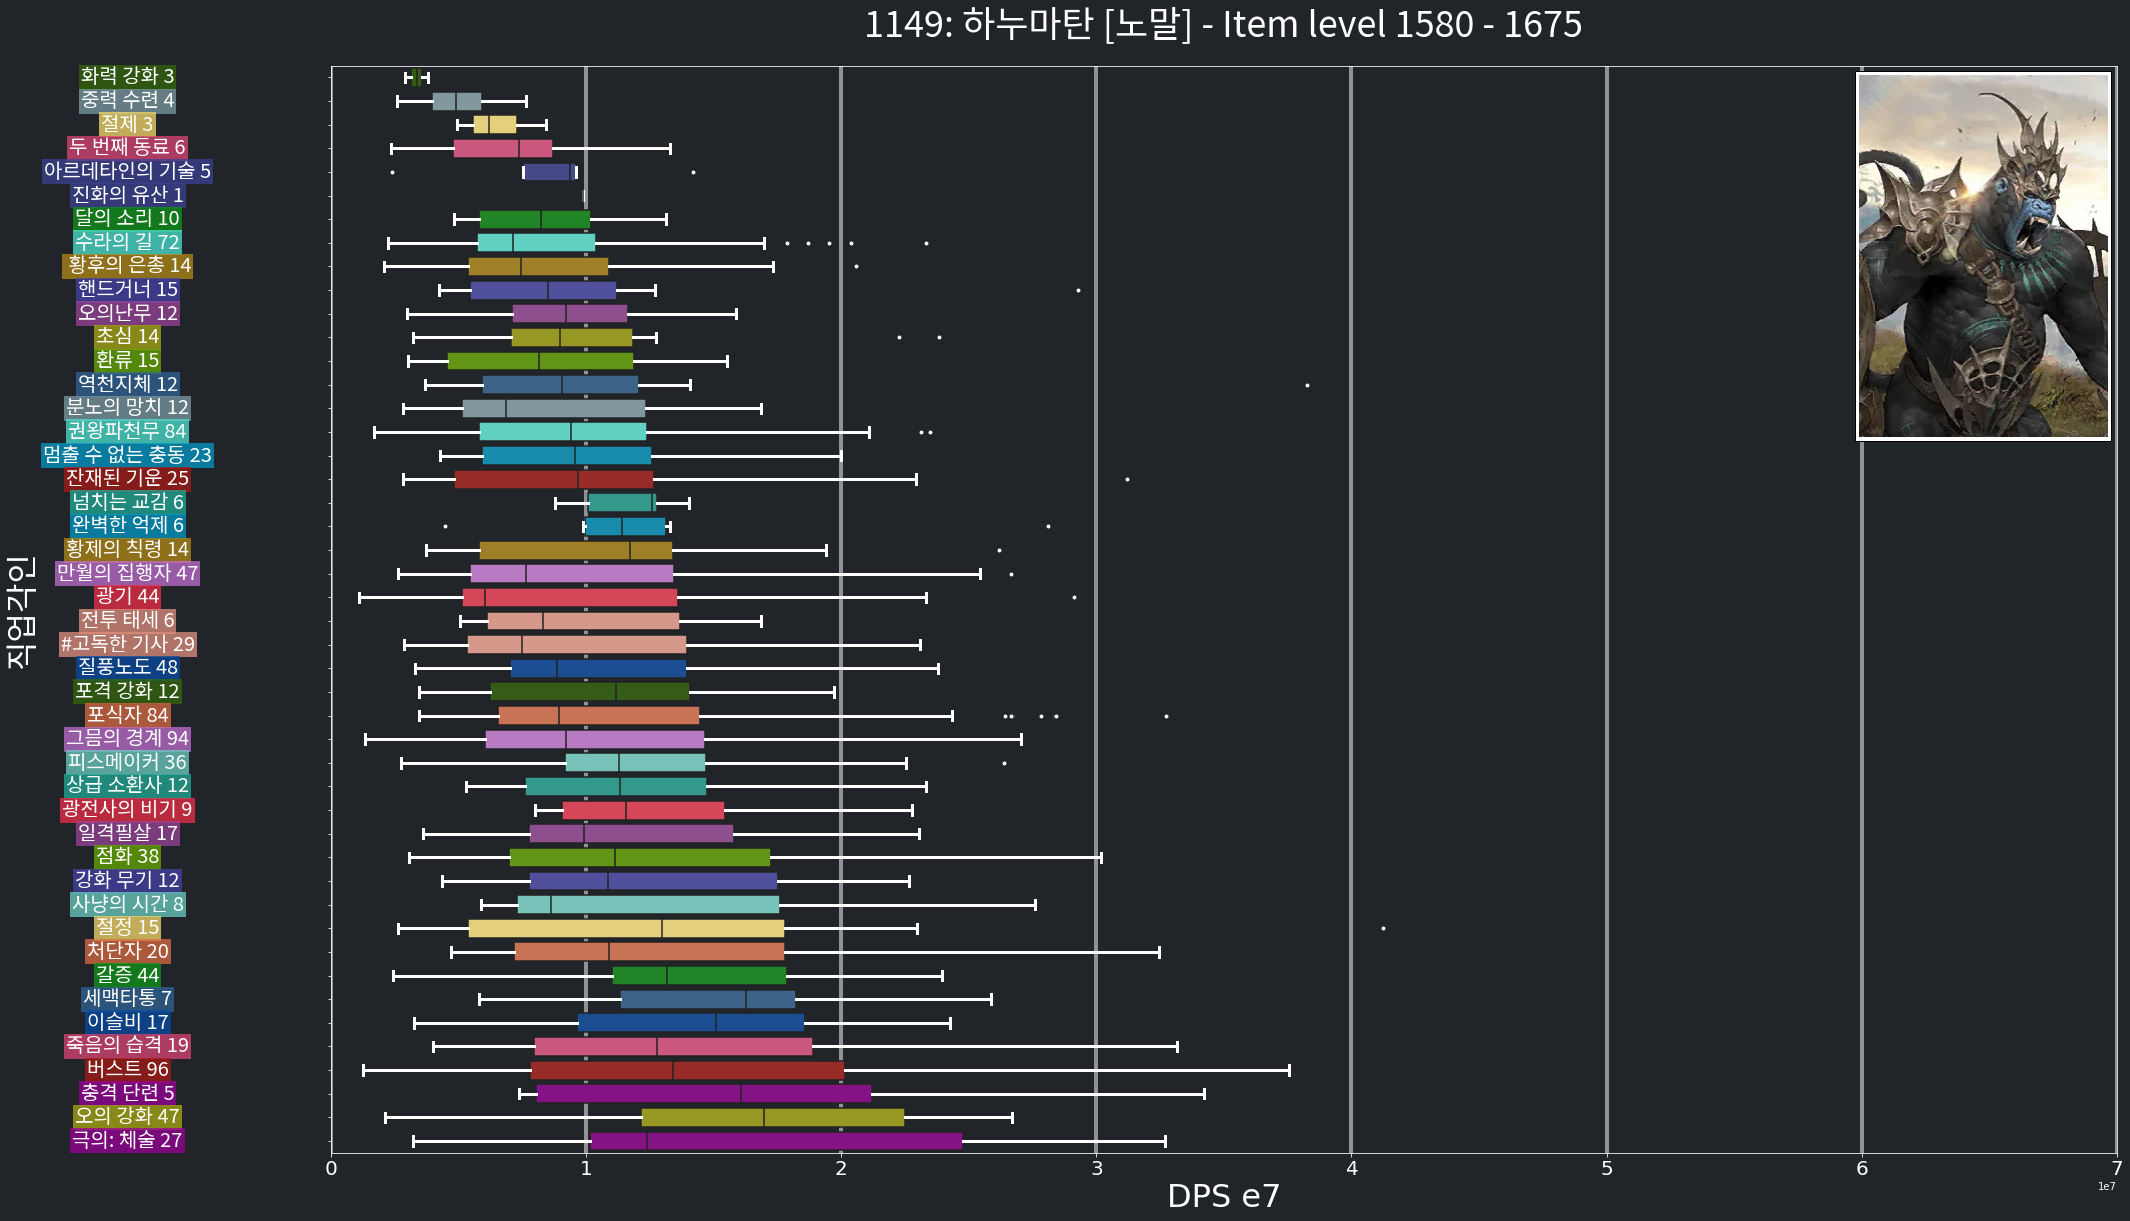 1149: 하누마탄 [노말] - Item level 1580 - 1675
화력 강화 3
중력 수련 4
절제 3
두 번째 동료 6
아르데타인의 기술 5
진화의 유산 1
달의 소리 10
수라의 길 72
황후의 은총 14
핸드거너 15
오의난무 12
초심 14
환류 15
역천지체 12
분노의 망치 12
권왕파천무 84
멈출 수 없는 충동 23
잔재된 기운 25
넘치는 교감 6
완벽한 억제 6
황제의 칙령 14
만월의 집행자 47
광기 44
전투 태세 6
#고독한 기사 29
질풍노도 48
포격 강화 12
포식자 84
그믐의 경계 94
피스메이커 36
상급 소환사 12
광전사의 비기 9
일격필살 17
점화 38
강화 무기 12
사냥의 시간 8
절정 15
처단자 20
갈증 44
세맥타통 7
이슬비 17
죽음의 습격 19
버스트 96
충격 단련 5
오의 강화 47
극의: 체술 27
직업각인
0 1 2 3 4 5 6 7
1e7
DPS e7